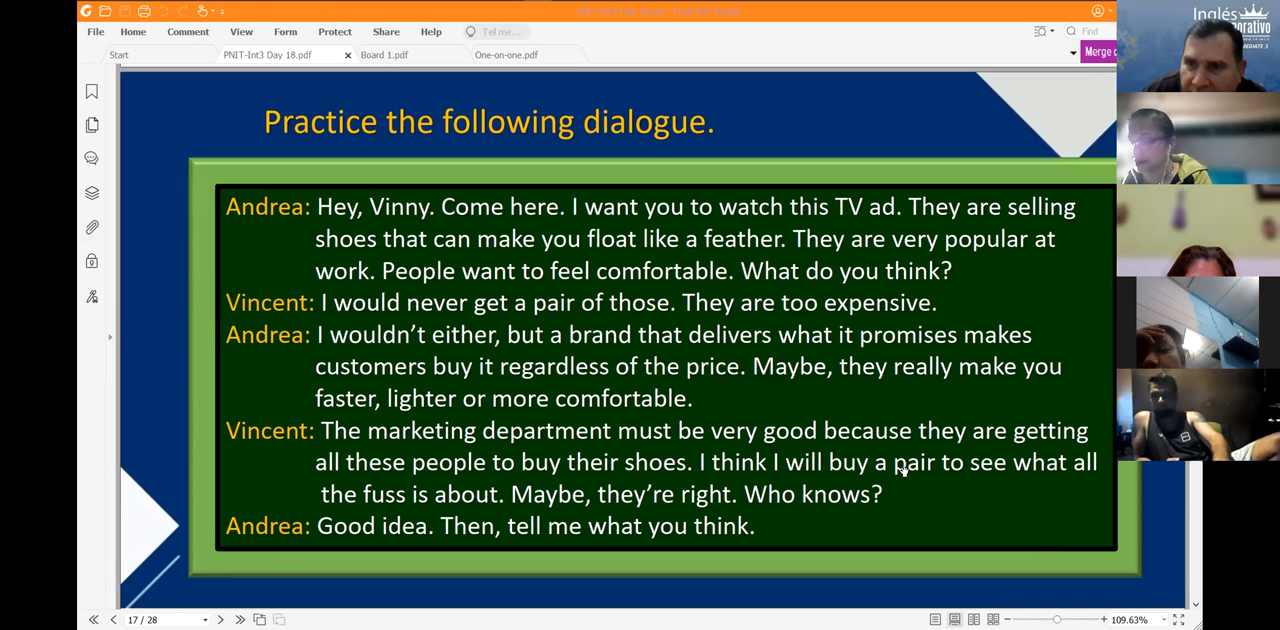 File Home Comment View Form Protect Share Help Tell me... Find
Start PNIT-Int3 Day 18.pdf Board 1.pdf One-on-one.pdf
Inglés
Practice the following dialogue.
Andrea: Hey, Vinny. Come here. I want you to watch this TV ad. They are selling
shoes that can make you float like a feather. They are very popular at
work. People want to feel comfortable. What do you think?
Vincent: I would never get a pair of those. They are too expensive.
Andrea: I wouldn't either, but a brand that delivers what it promises makes
customers buy it regardless of the price. Maybe, they really make you
faster, lighter or more comfortable.
Vincent: The marketing department must be very good because they are getting
all these people to buy their shoes. I think I will buy a pair to see what all
the fuss is about. Maybe, they're right. Who knows?
Andrea: Good idea. Then, tell me what you think.
17 / 28
109.63%